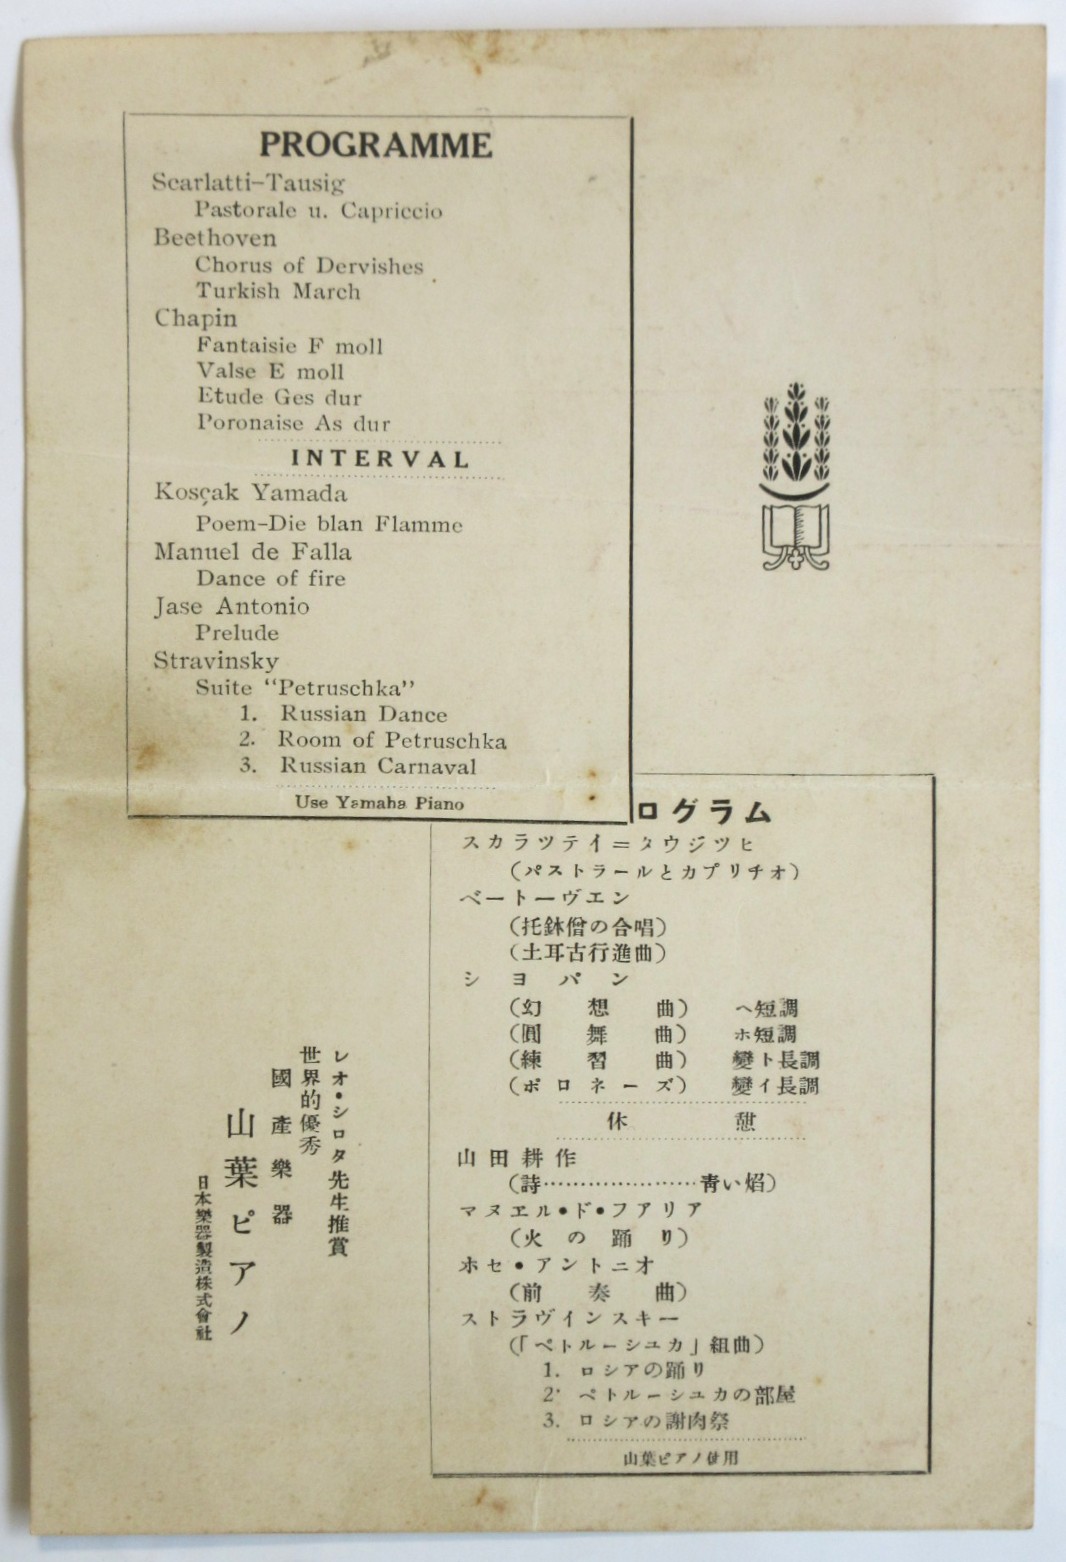 PROGRAMME
Scarlatti-Tausig
Pastorale u. Capriccio
Beethoven
Chorus of Dervishes
Turkish March
Chapin
Fantaisie F moll
Valse E moll
Etude Ges dur
Poronaise As dur
INTERVAL
Kosçak Yamada
Poem-Die blan Flamme
Manuel de Falla
Dance of fire
Jase Antonio
Prelude
Stravinsky
Suite “Petruschka”
1. Russian Dance
2. Room of Petruschka
3. Russian Carnaval
Use Yamaha Piano
ログラム
スカラツテイ=タウジツヒ
(パストラールとカプリチオ)
ベートーヴエン
(托鉢僧の合唱)
(土耳古行進曲)
シヨパン
(幻想曲) ヘ短調
(圓舞曲) ホ短調
(練習曲)變ト長調
(ポロネーズ) 變イ長調
休憩
山田耕作
(詩…………………靑い焰)
マヌエル・ド・フアリア
(火の踊り)
ホセ・アントニオ
(前奏曲)
ストラヴインスキー
(「ペトルーシユカ」組曲)
1. ロシアの踊り
2. ペトルーシユカの部屋
3. ロシアの謝肉祭
山葉ピアノ使用
レオ・シロタ先生推賞
世界的優秀
國產樂器
山葉ピアノ
日本樂器製造株式會社